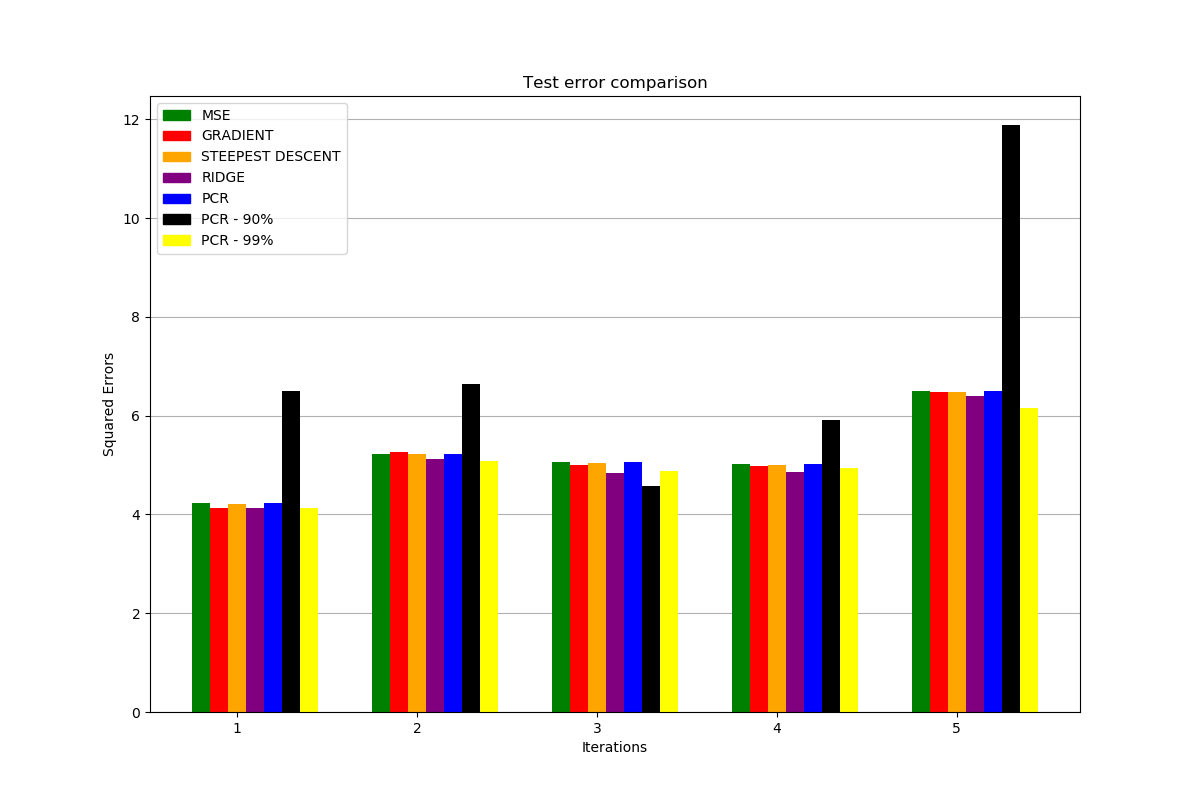 Test error comparison
MSE
GRADIENT
STEEPEST DESCENT
RIDGE
PCR
PCR - 90%
PCR - 99%
Squared Errors
12
10
8
6
4
2
0
1 2 3 4 5
Iterations